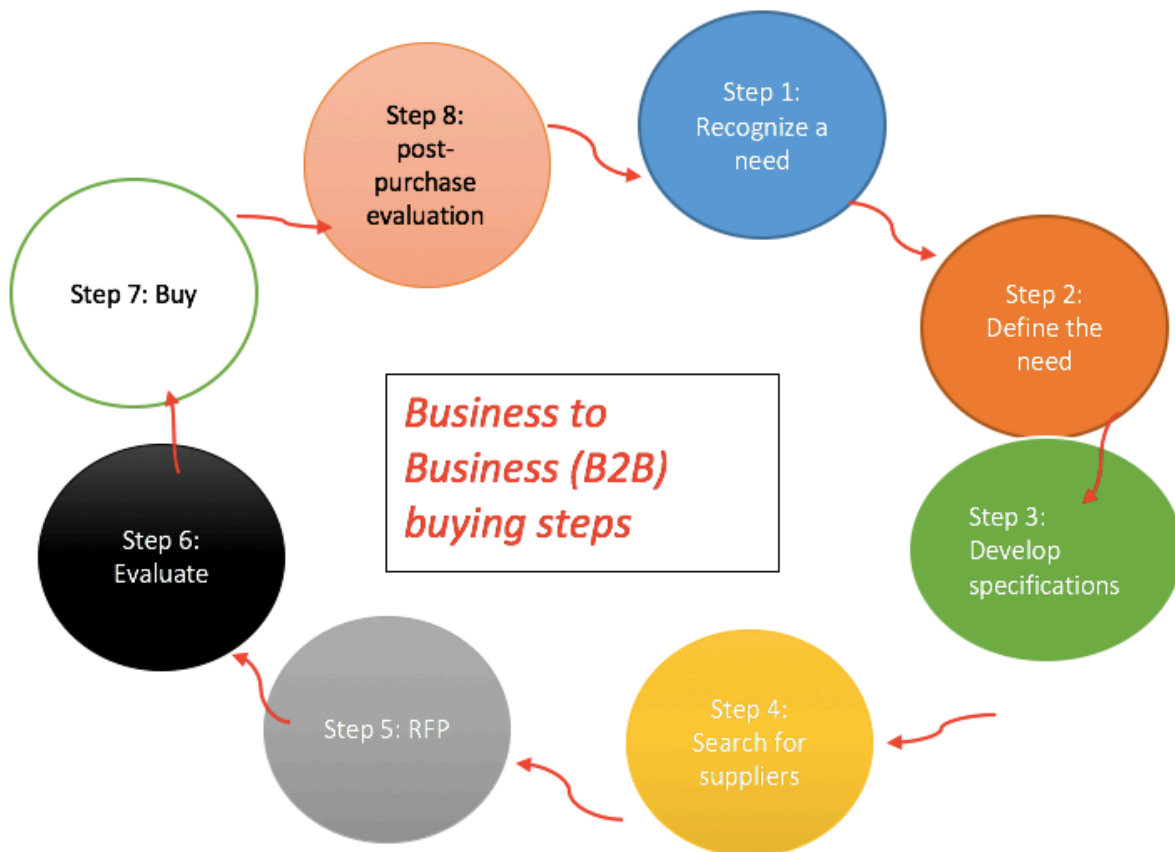 Step 1:
Recognize a
need
Step 2:
Define the
need
Step 3:
Develop
specifications
Step 4:
Search for
suppliers
Step 5: RFP
Step 6:
Evaluate
Step 7: Buy
Step 8:
post-
purchase
evaluation
Business to
Business (B2B)
buying steps